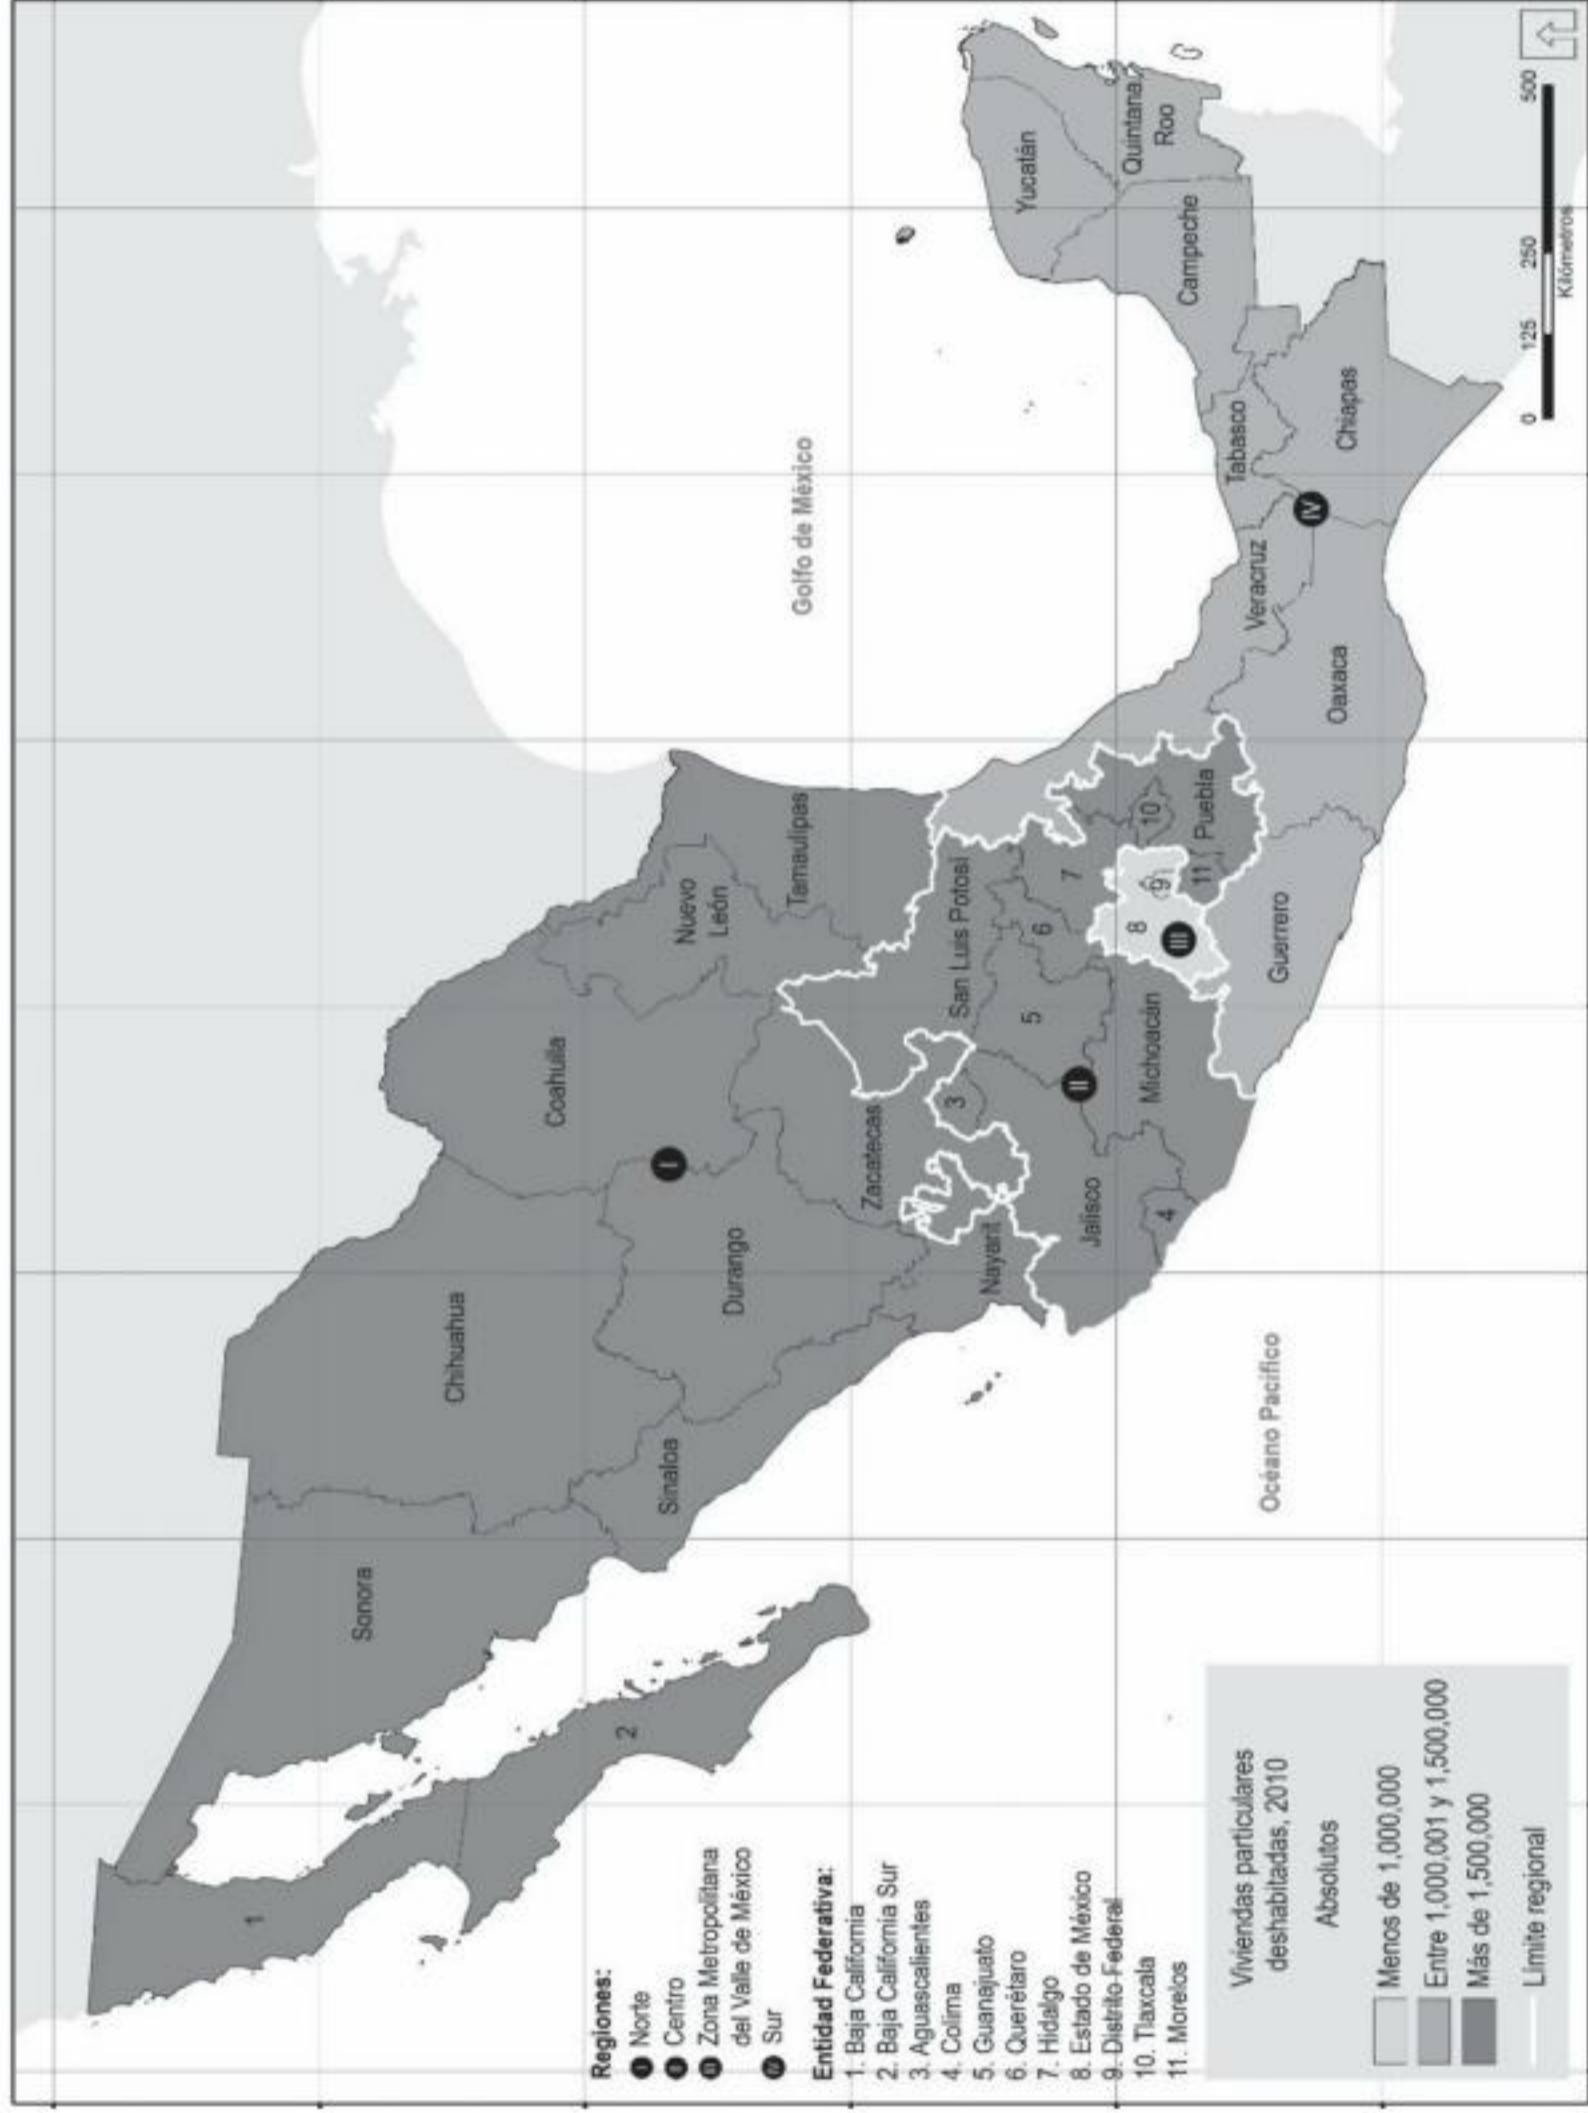 Golfo de México
Océano Pacífico
Sonora
Chihuahua
Coahuila
Nuevo
León
Tamaulipas
Sinaloa
Durango
Zacatecas
San Luis Potosí
Nayarit
Jalisco
Michoacán
Guerrero
Puebla
Veracruz
Oaxaca
Tabasco
Chiapas
Campeche
Yucatán
Quintana
Roo
1
2
3
4
5
6
7
8
9
10
11
I
II
III
IV
Regiones:
I Norte
II Centro
III Zona Metropolitana
del Valle de México
IV Sur
Entidad Federativa:
1. Baja California
2. Baja California Sur
3. Aguascalientes
4. Colima
5. Guanajuato
6. Querétaro
7. Hidalgo
8. Estado de México
9. Distrito Federal
10. Tlaxcala
11. Morelos
Viviendas particulares
deshabitadas, 2010
Absolutos
Menos de 1,000,000
Entre 1,000,001 y 1,500,000
Más de 1,500,000
Límite regional
0 125 250 500
Kilómetros